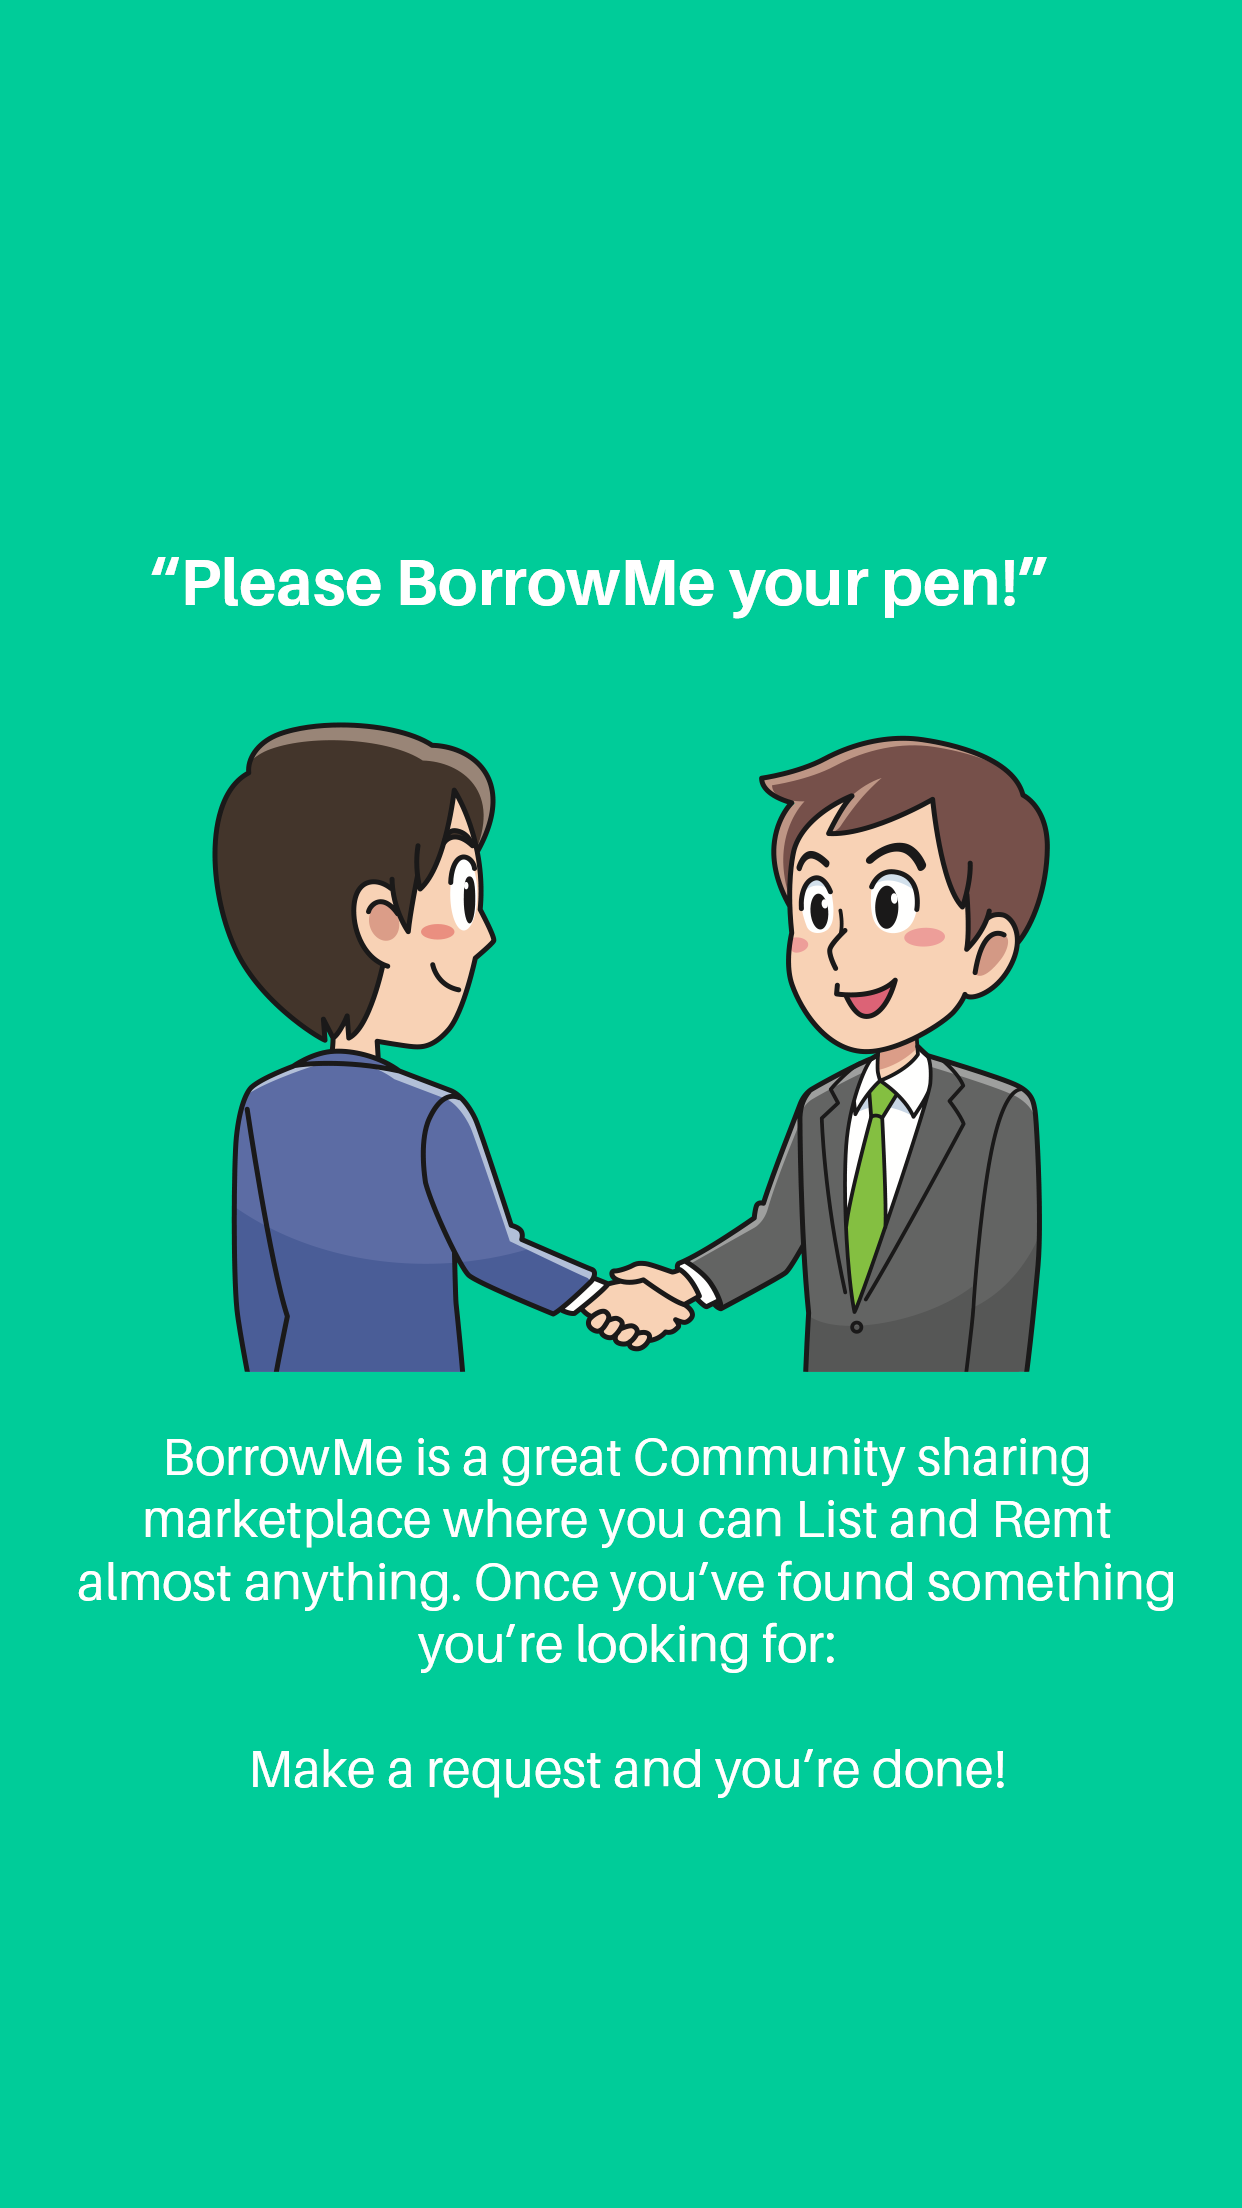 “Please BorrowMe your pen!”
BorrowMe is a great Community sharing
marketplace where you can List and Remt
almost anything. Once you’ve found something
you’re looking for:
Make a request and you’re done!